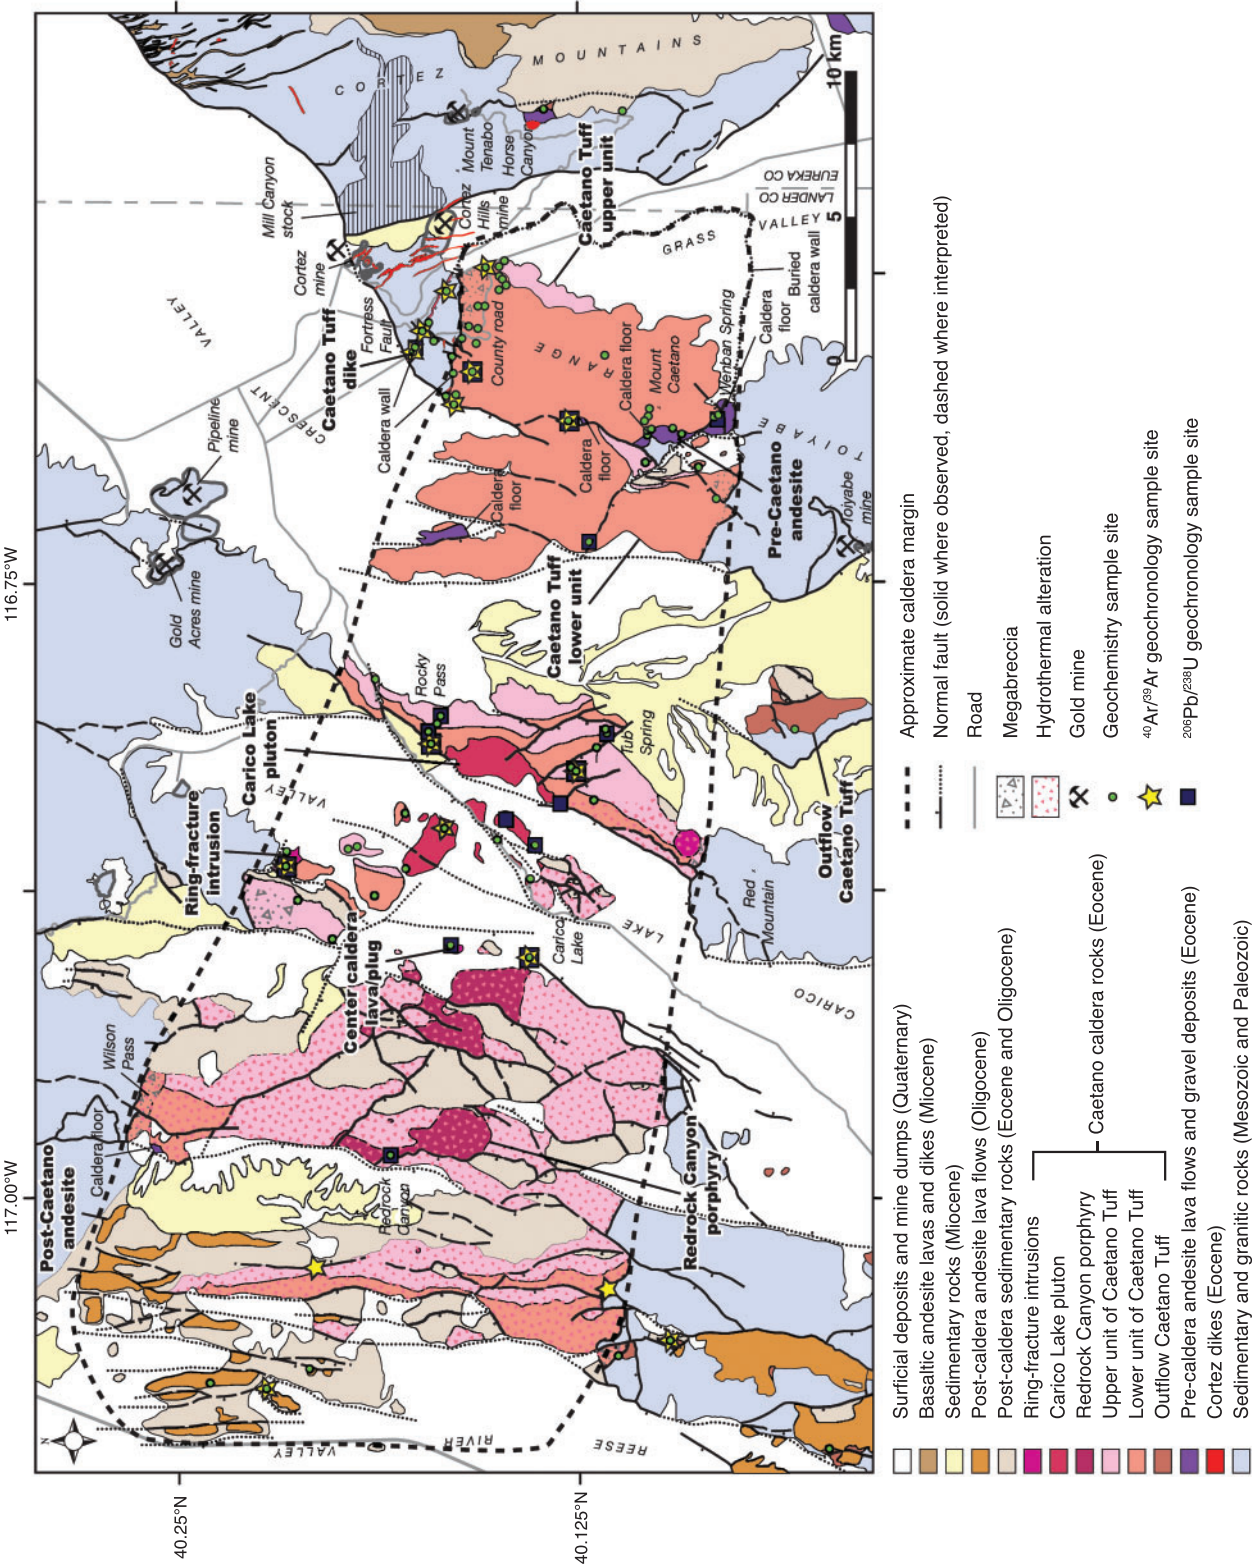 116.75°W
117.00°W
40.25°N
40.125°N
N
MOUNTAINS
CORTEZ
Mill Canyon
stock
Mount
Tenabo
Horse
Canyon
Cortez
Hills
mine
Cortez
mine
Caetano Tuff
upper unit
EUREKA CO
LANDER CO
GRASS
VALLEY
VALLEY
CRESCENT
Fortress
Fault
Caetano Tuff
dike
Caldera wall
County road
RANGE
Caldera floor
Mount
Caetano
Wenban Spring
Caldera
floor
Buried
caldera wall
10 km
5
0
Pipeline
mine
Gold
Acres mine
Caldera
floor
Caldera
floor
TOIYABE
Toiyabe
mine
Pre-Caetano
andesite
Caetano Tuff
lower unit
Rocky
Pass
Carico Lake
pluton
VALLEY
Tub
Spring
Ring-fracture
intrusion
Outflow
Caetano Tuff
Red
Mountain
Center caldera
lava/plug
Carico
Lake
LAKE
CARICO
Wilson
Pass
Caldera floor
Post-Caetano
andesite
Redrock
Canyon
Redrock Canyon
porphyry
VALLEY
RIVER
REESE
Surficial deposits and mine dumps (Quaternary)
Basaltic andesite lavas and dikes (Miocene)
Sedimentary rocks (Miocene)
Post-caldera andesite lava flows (Oligocene)
Post-caldera sedimentary rocks (Eocene and Oligocene)
Ring-fracture intrusions
Carico Lake pluton
Redrock Canyon porphyry
Upper unit of Caetano Tuff
Lower unit of Caetano Tuff
Outflow Caetano Tuff
Caetano caldera rocks (Eocene)
Pre-caldera andesite lava flows and gravel deposits (Eocene)
Cortez dikes (Eocene)
Sedimentary and granitic rocks (Mesozoic and Paleozoic)
Approximate caldera margin
Normal fault (solid where observed, dashed where interpreted)
Road
Megabreccia
Hydrothermal alteration
Gold mine
Geochemistry sample site
⁴⁰Ar/³⁹Ar geochronology sample site
²⁰⁶Pb/²³⁸U geochronology sample site